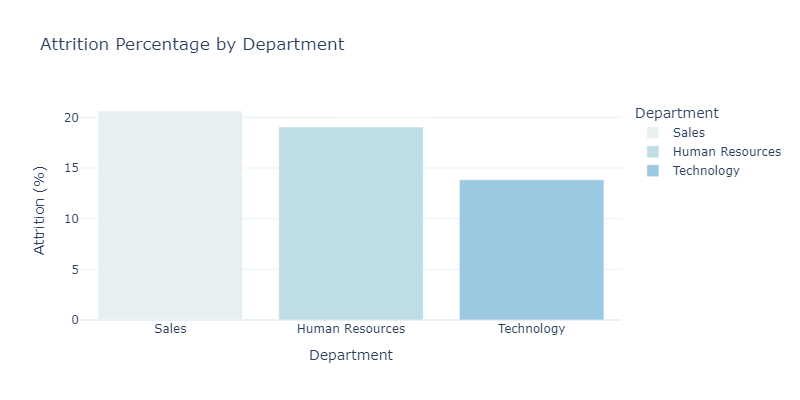 Attrition Percentage by Department
Department
Sales
Human Resources
Technology
Attrition (%)
20
15
10
5
0
Sales
Human Resources
Technology
Department